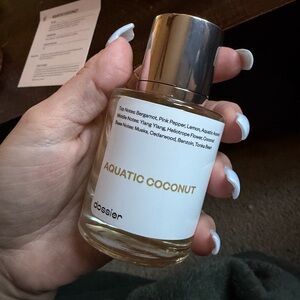 Top Notes: Bergamot, Pink Pepper, Lemon, Aquatic
Middle Notes: Ylang Ylang, Heliotrope Flower, Coconut
Base Notes: Musks, Cedarwood, Benzoin, Tonka Bean
AQUATIC COCONUT
dossier